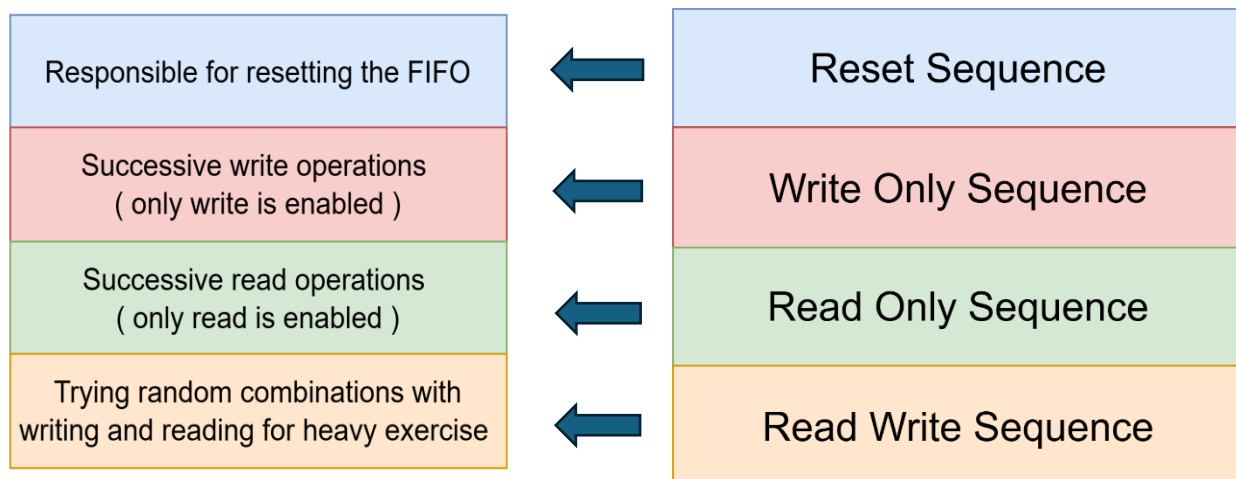 Responsible for resetting the FIFO
Reset Sequence
Successive write operations
( only write is enabled )
Write Only Sequence
Successive read operations
( only read is enabled )
Read Only Sequence
Trying random combinations with
writing and reading for heavy exercise
Read Write Sequence